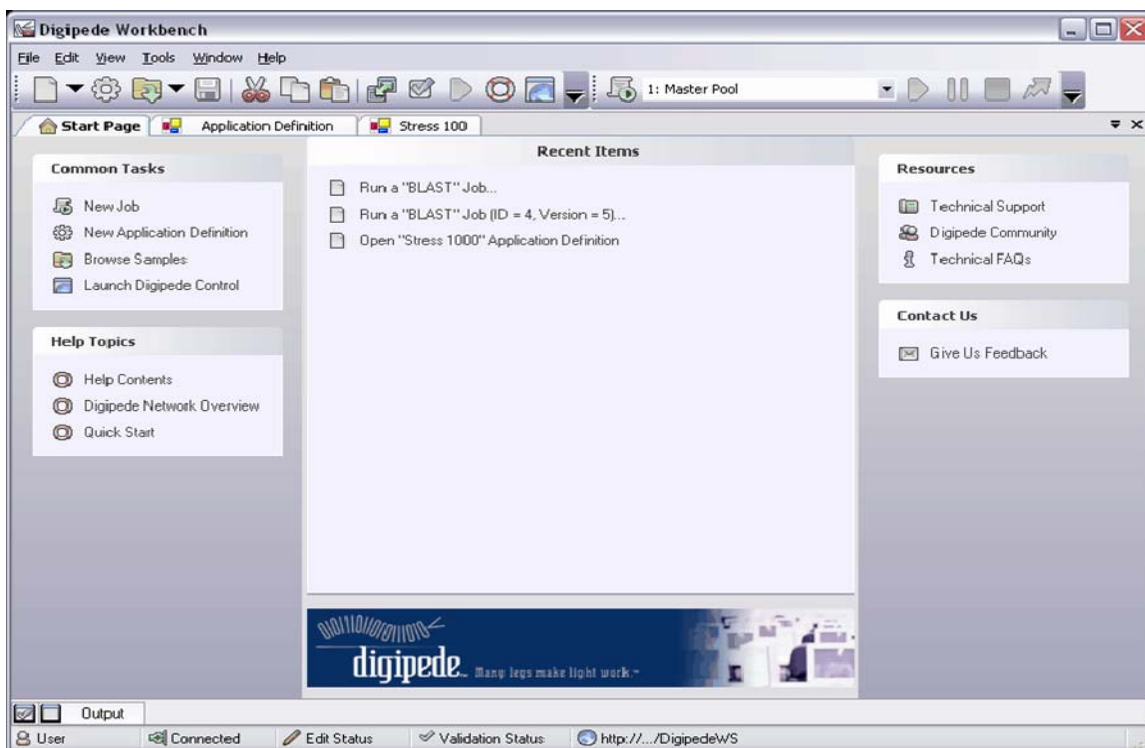 Digipede Workbench
File Edit View Tools Window Help
1: Master Pool
Start Page Application Definition Stress 100
Common Tasks
New Job
New Application Definition
Browse Samples
Launch Digipede Control
Help Topics
Help Contents
Digipede Network Overview
Quick Start
Recent Items
Run a "BLAST" Job...
Run a "BLAST" Job (ID = 4, Version = 5)...
Open "Stress 1000" Application Definition
digipede™ Many legs make light work.™
Resources
Technical Support
Digipede Community
Technical FAQs
Contact Us
Give Us Feedback
Output
User Connected Edit Status Validation Status http://.../DigipedeWS